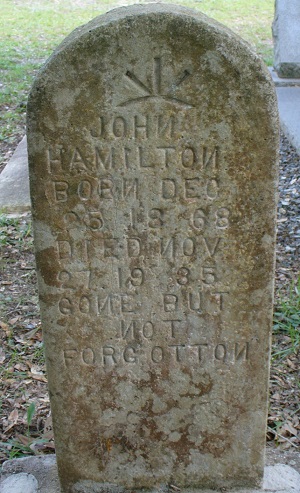 JOHN
HAMILTON
BORN DEC
25 18 68
DIED NOV
27 19 35
GONE BUT
NOT
FORGOTTON